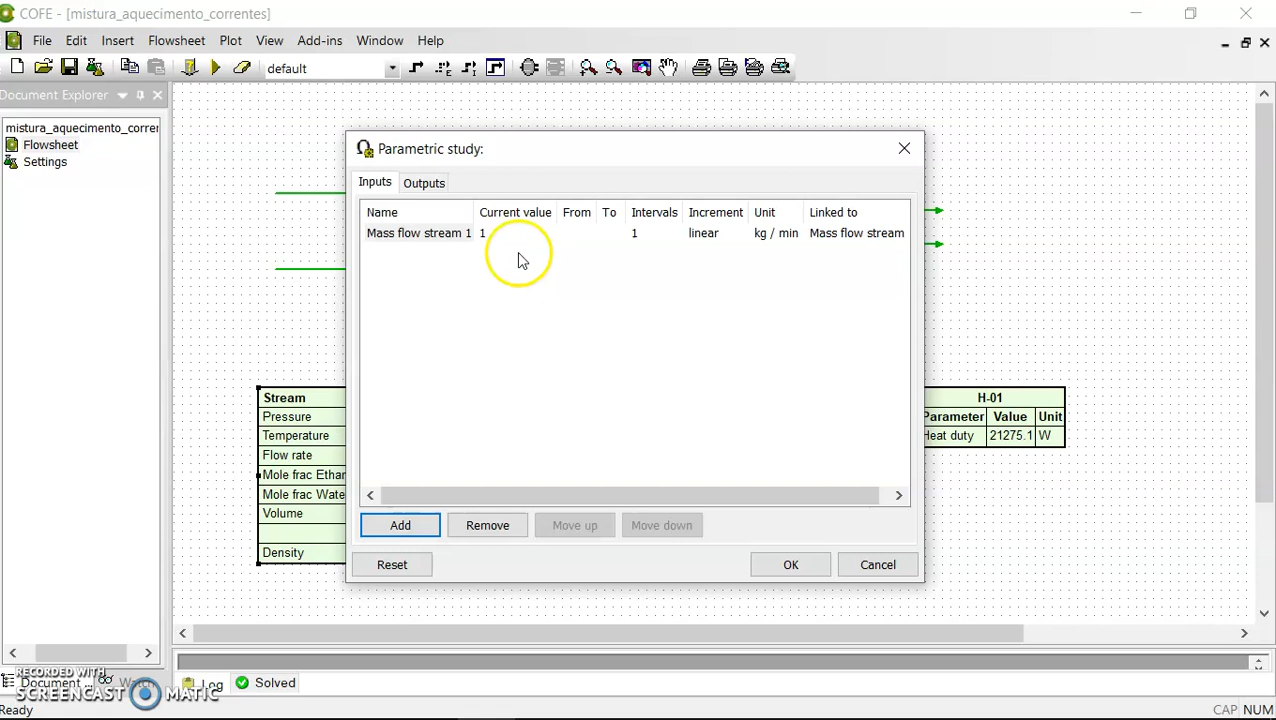 COFE - [mistura_aquecimento_correntes]
File Edit Insert Flowsheet Plot View Add-ins Window Help
default
Document Explorer
mistura_aquecimento_correr
Flowsheet
Settings
Parametric study:
Inputs Outputs
Name Current value From To Intervals Increment Unit Linked to
Mass flow stream 1 1 1 linear kg / min Mass flow stream
Add Remove Move up Move down
Reset OK Cancel
Stream
Pressure
Temperature
Flow rate
Mole frac Ethar
Mole frac Wate
Volume
Density
H-01
Parameter Value Unit
Heat duty 21275.1 W
RECORDED WITH
SCREENCAST MATIC
Document
Log Solved
Ready CAP NUM